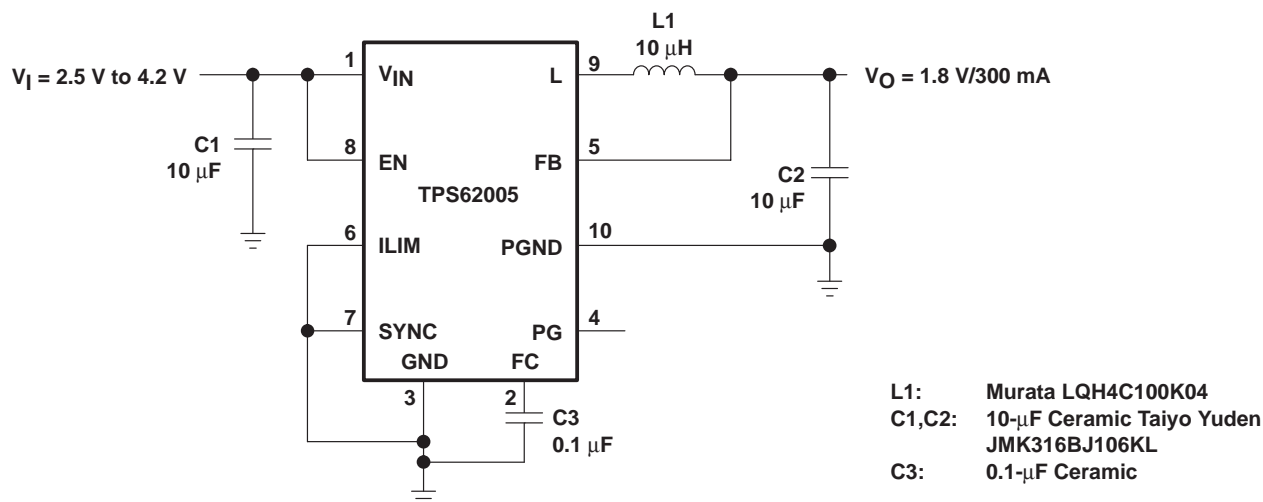 L1
10 μH
1
9
VI = 2.5 V to 4.2 V
VIN
L
VO = 1.8 V/300 mA
C1
10 μF
8
EN
5
FB
TPS62005
C2
10 μF
6
ILIM
10
PGND
7
SYNC
4
PG
GND
FC
3
2
C3
0.1 μF
L1: Murata LQH4C100K04
C1,C2: 10-μF Ceramic Taiyo Yuden
JMK316BJ106KL
C3: 0.1-μF Ceramic